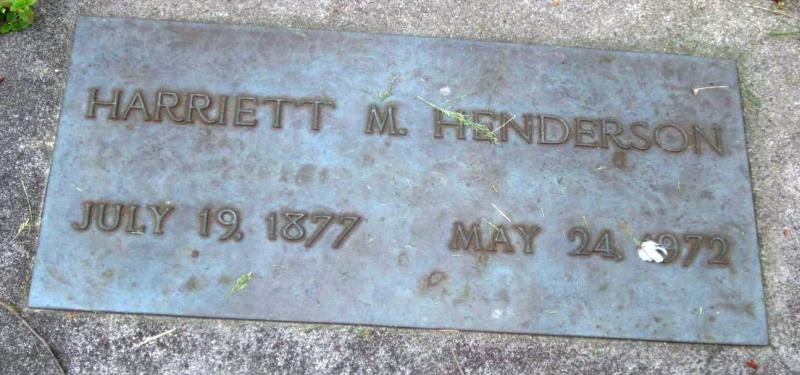 HARRIETT M. HENDERSON
JULY 19, 1877 MAY 24, 1972